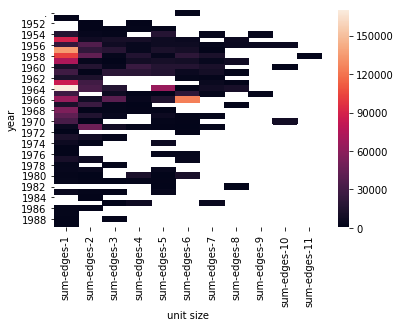 1952
1954
1956
1958
1960
1962
1964
1966
1968
1970
1972
1974
1976
1978
1980
1982
1984
1986
1988
year
sum-edges-1
sum-edges-2
sum-edges-3
sum-edges-4
sum-edges-5
sum-edges-6
sum-edges-7
sum-edges-8
sum-edges-9
sum-edges-10
sum-edges-11
unit size
150000
120000
90000
60000
30000
0